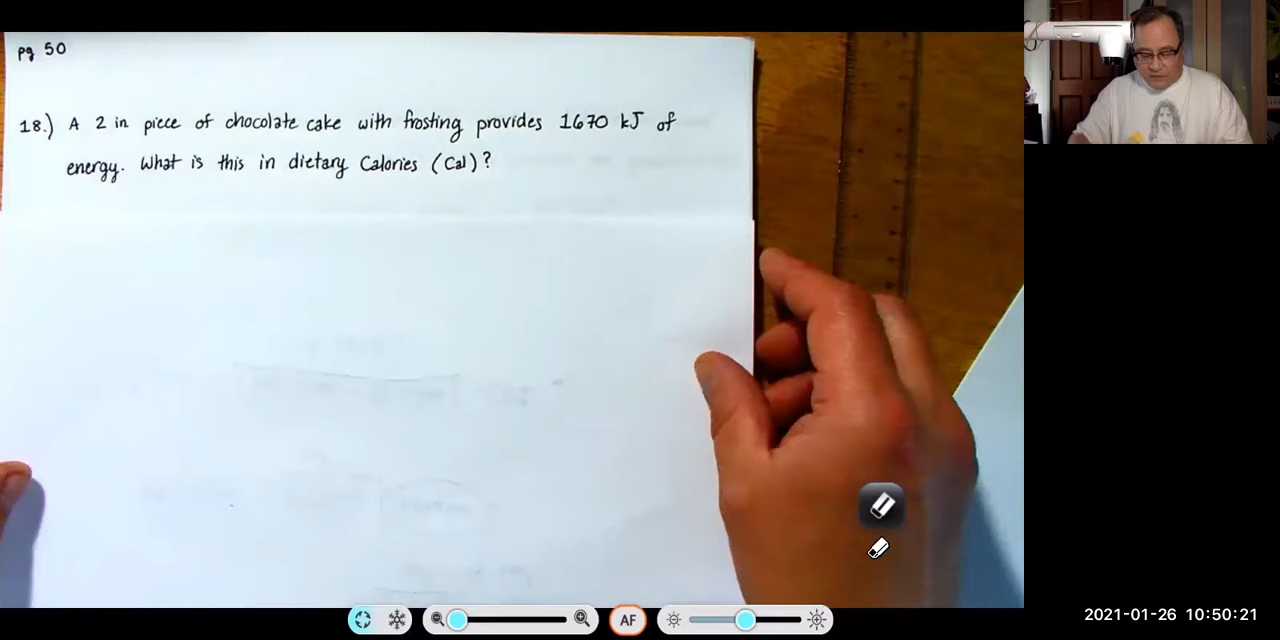 pg 50
18.) A 2 in piece of chocolate cake with frosting provides 1670 kJ of
energy. What is this in dietary Calories (Cal)?
AF
2021-01-26 10:50:21